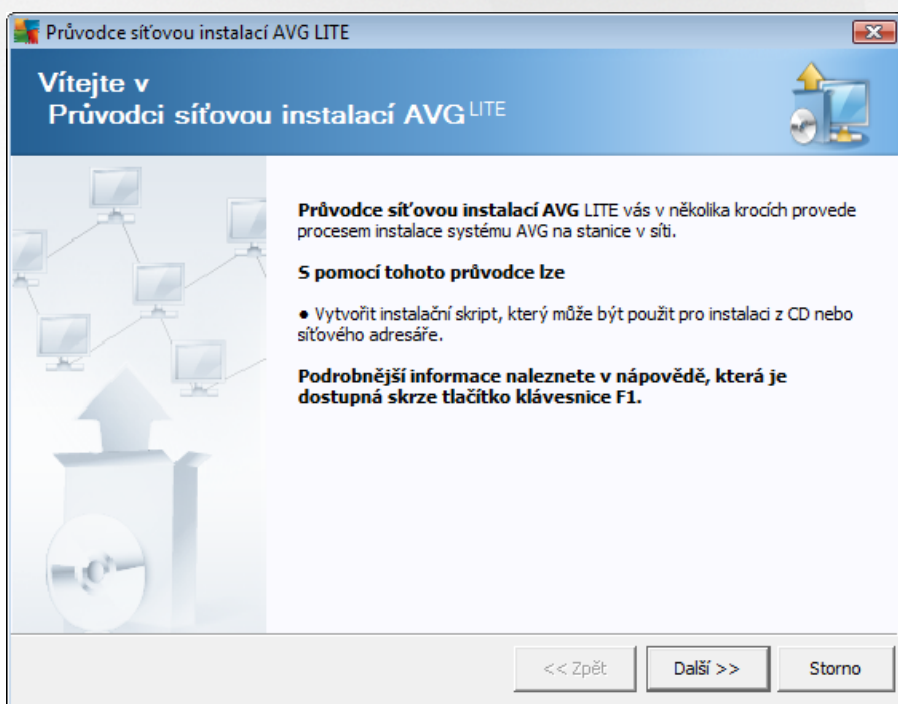 Průvodce síťovou instalací AVG LITE
Vítejte v
Průvodci síťovou instalací AVG LITE
Průvodce síťovou instalací AVG LITE vás v několika krocích provede
procesem instalace systému AVG na stanice v síti.
S pomocí tohoto průvodce lze
● Vytvořit instalační skript, který může být použit pro instalaci z CD nebo
síťového adresáře.
Podrobnější informace naleznete v nápovědě, která je
dostupná skrze tlačítko klávesnice F1.
<< Zpět
Další >>
Storno